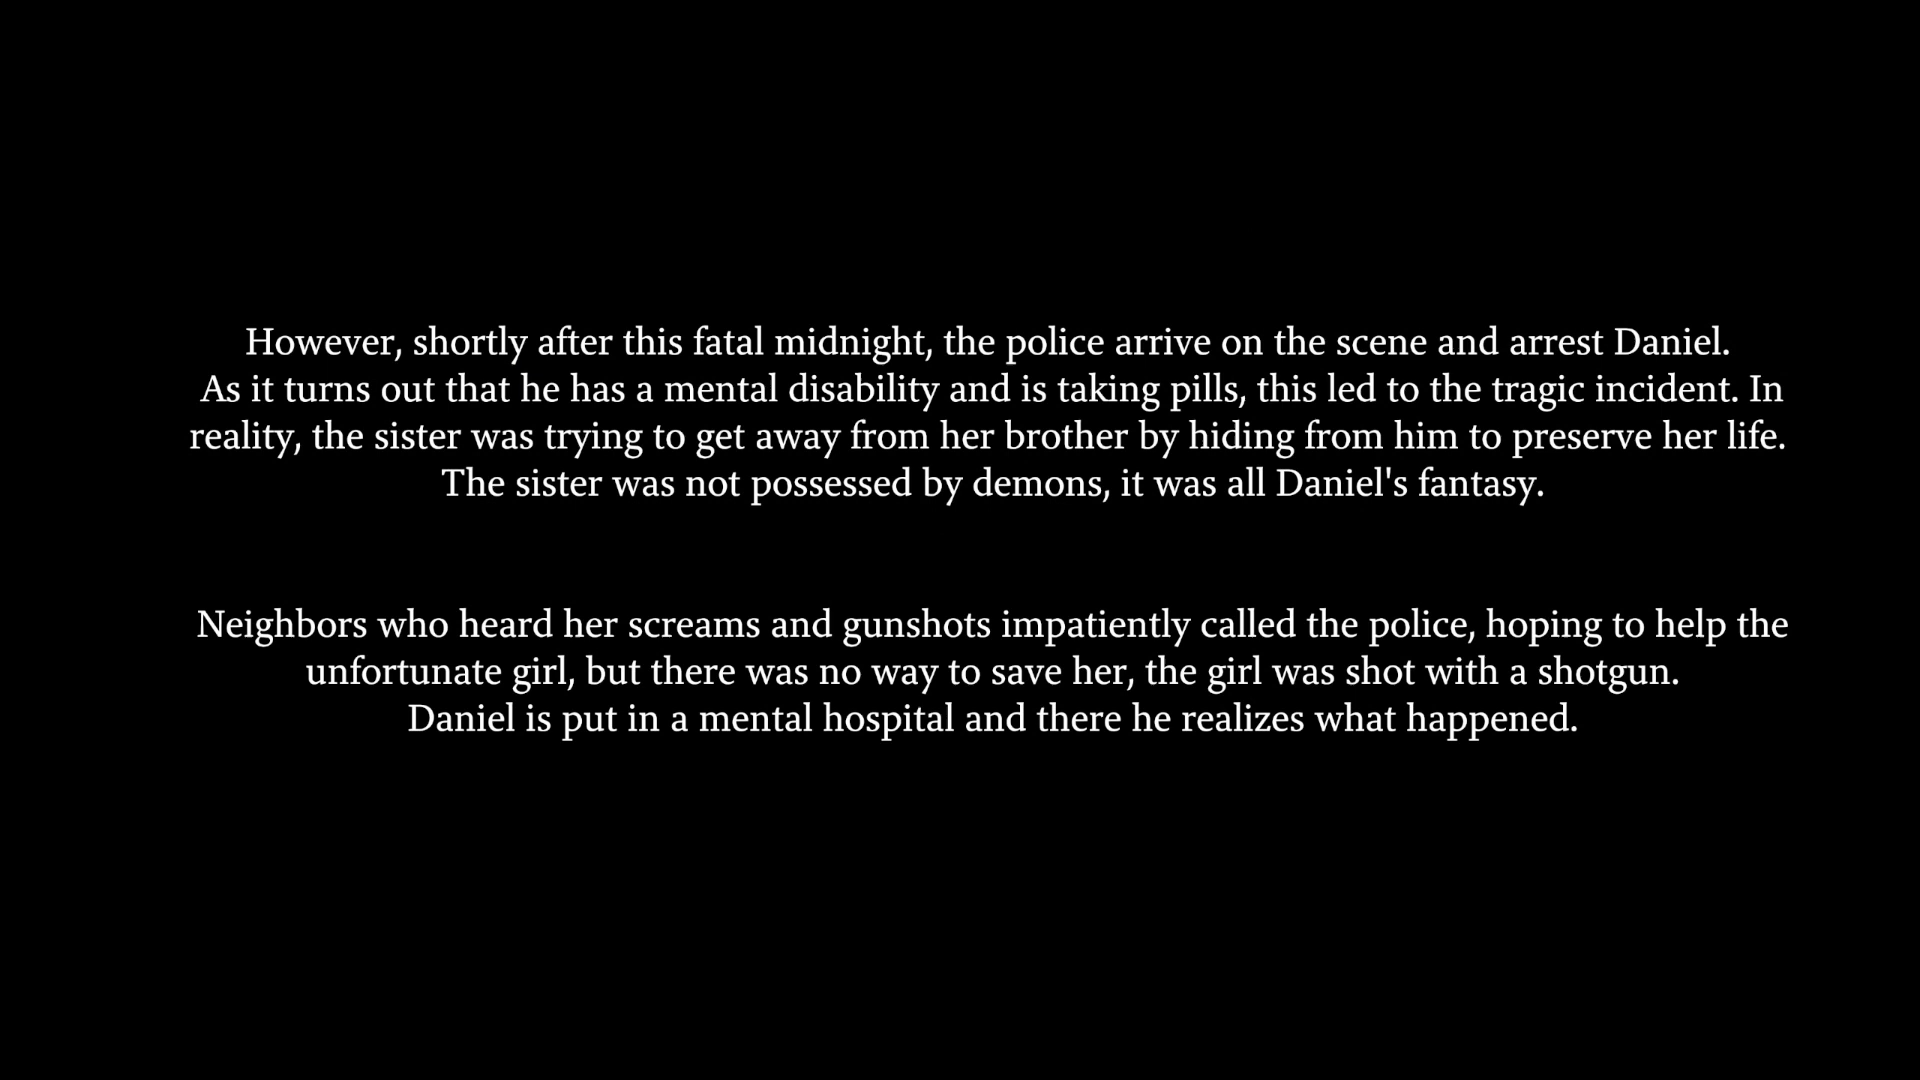 However, shortly after this fatal midnight, the police arrive on the scene and arrest Daniel.
As it turns out that he has a mental disability and is taking pills, this led to the tragic incident. In
reality, the sister was trying to get away from her brother by hiding from him to preserve her life.
The sister was not possessed by demons, it was all Daniel's fantasy.
Neighbors who heard her screams and gunshots impatiently called the police, hoping to help the
unfortunate girl, but there was no way to save her, the girl was shot with a shotgun.
Daniel is put in a mental hospital and there he realizes what happened.